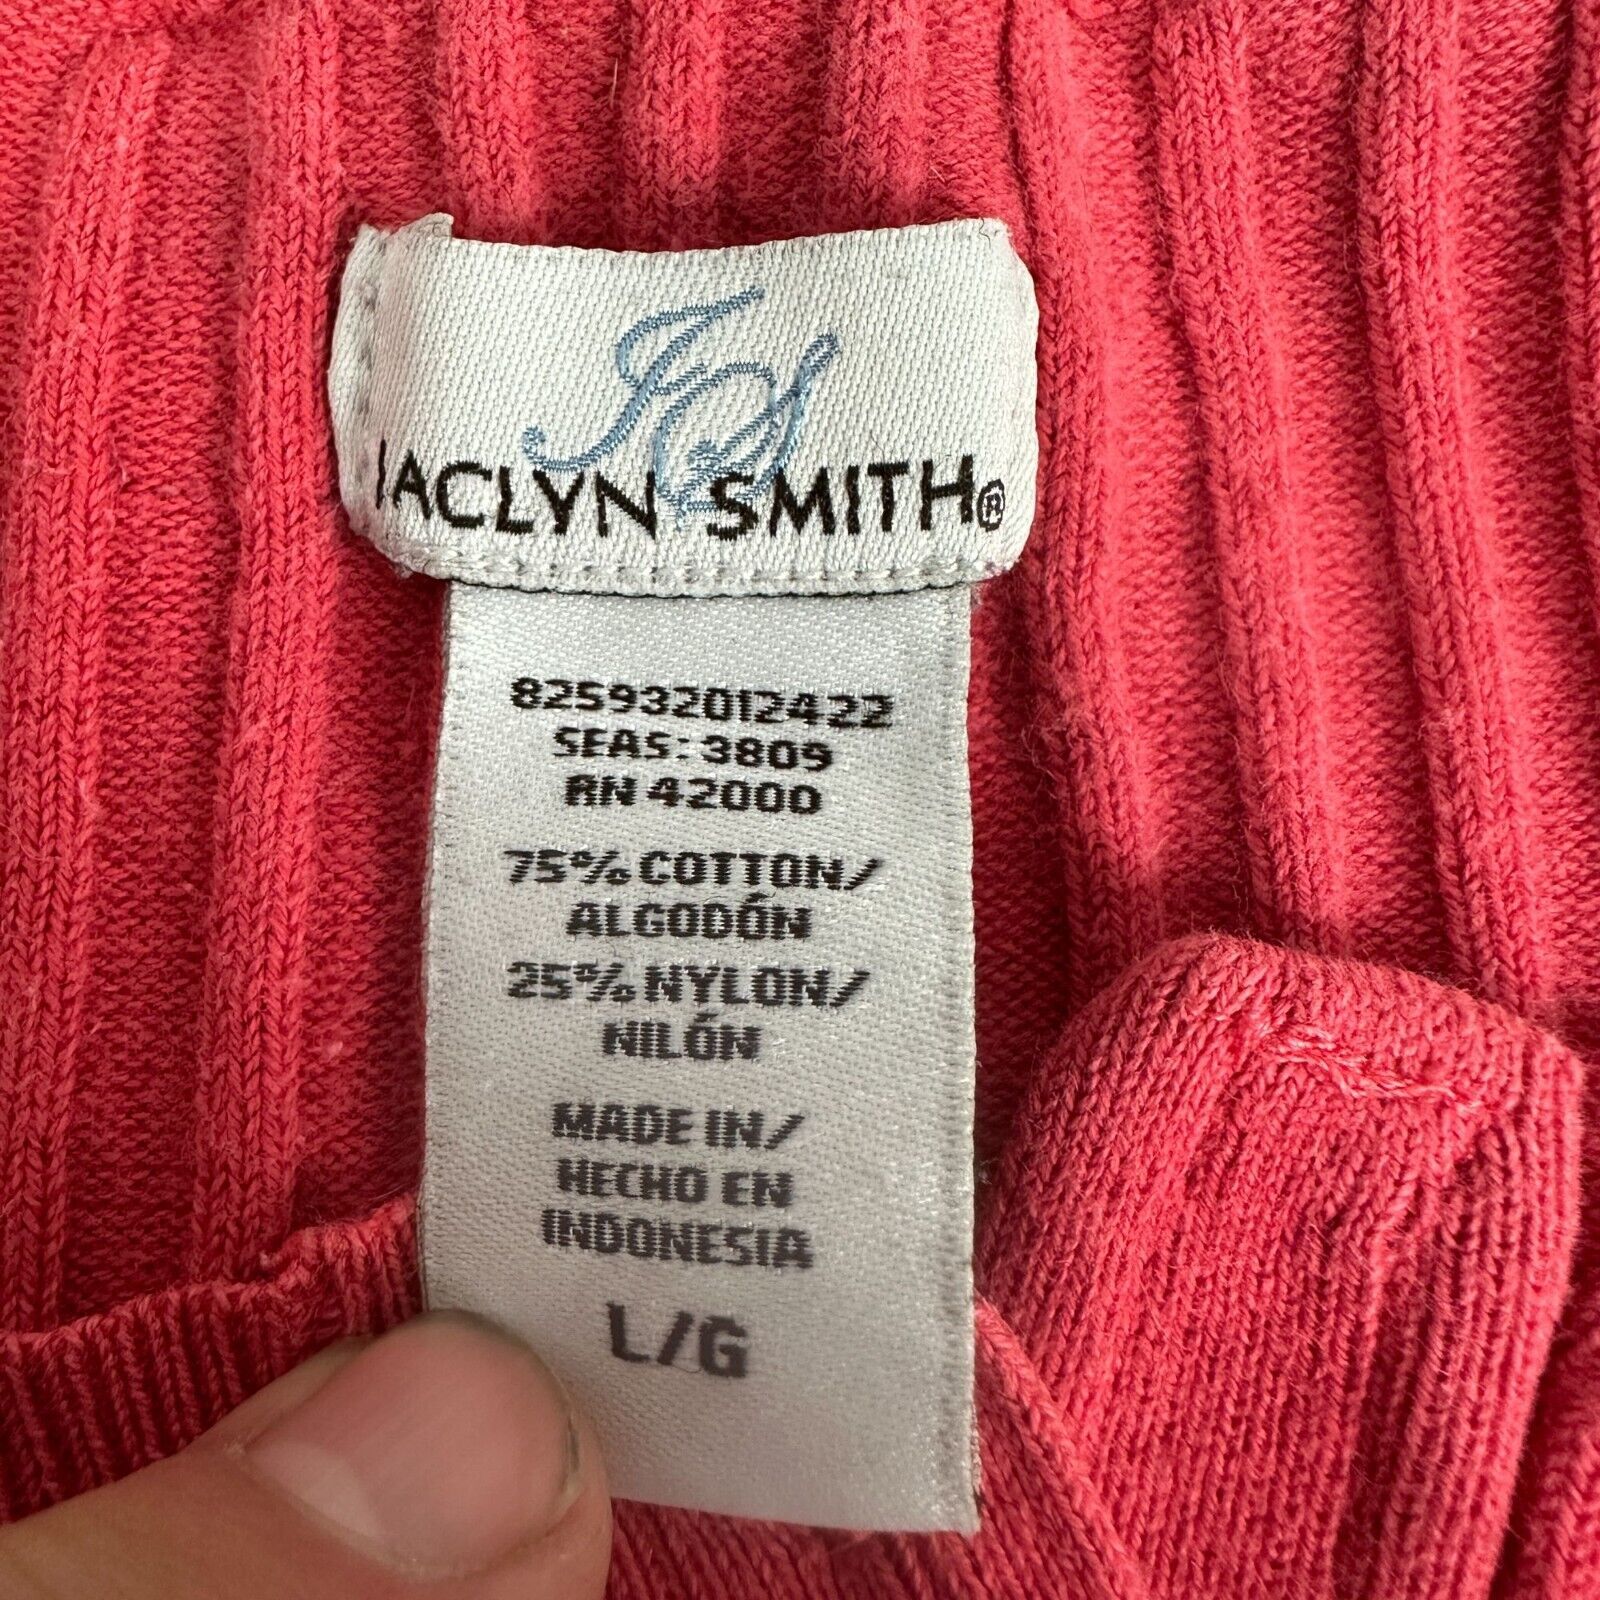 JS
JACLYN SMITH®
825932012422
SEAS: 3809
RN 42000
75% COTTON/
ALGODÓN
25% NYLON/
NILÓN
MADE IN/
HECHO EN
INDONESIA
L/G